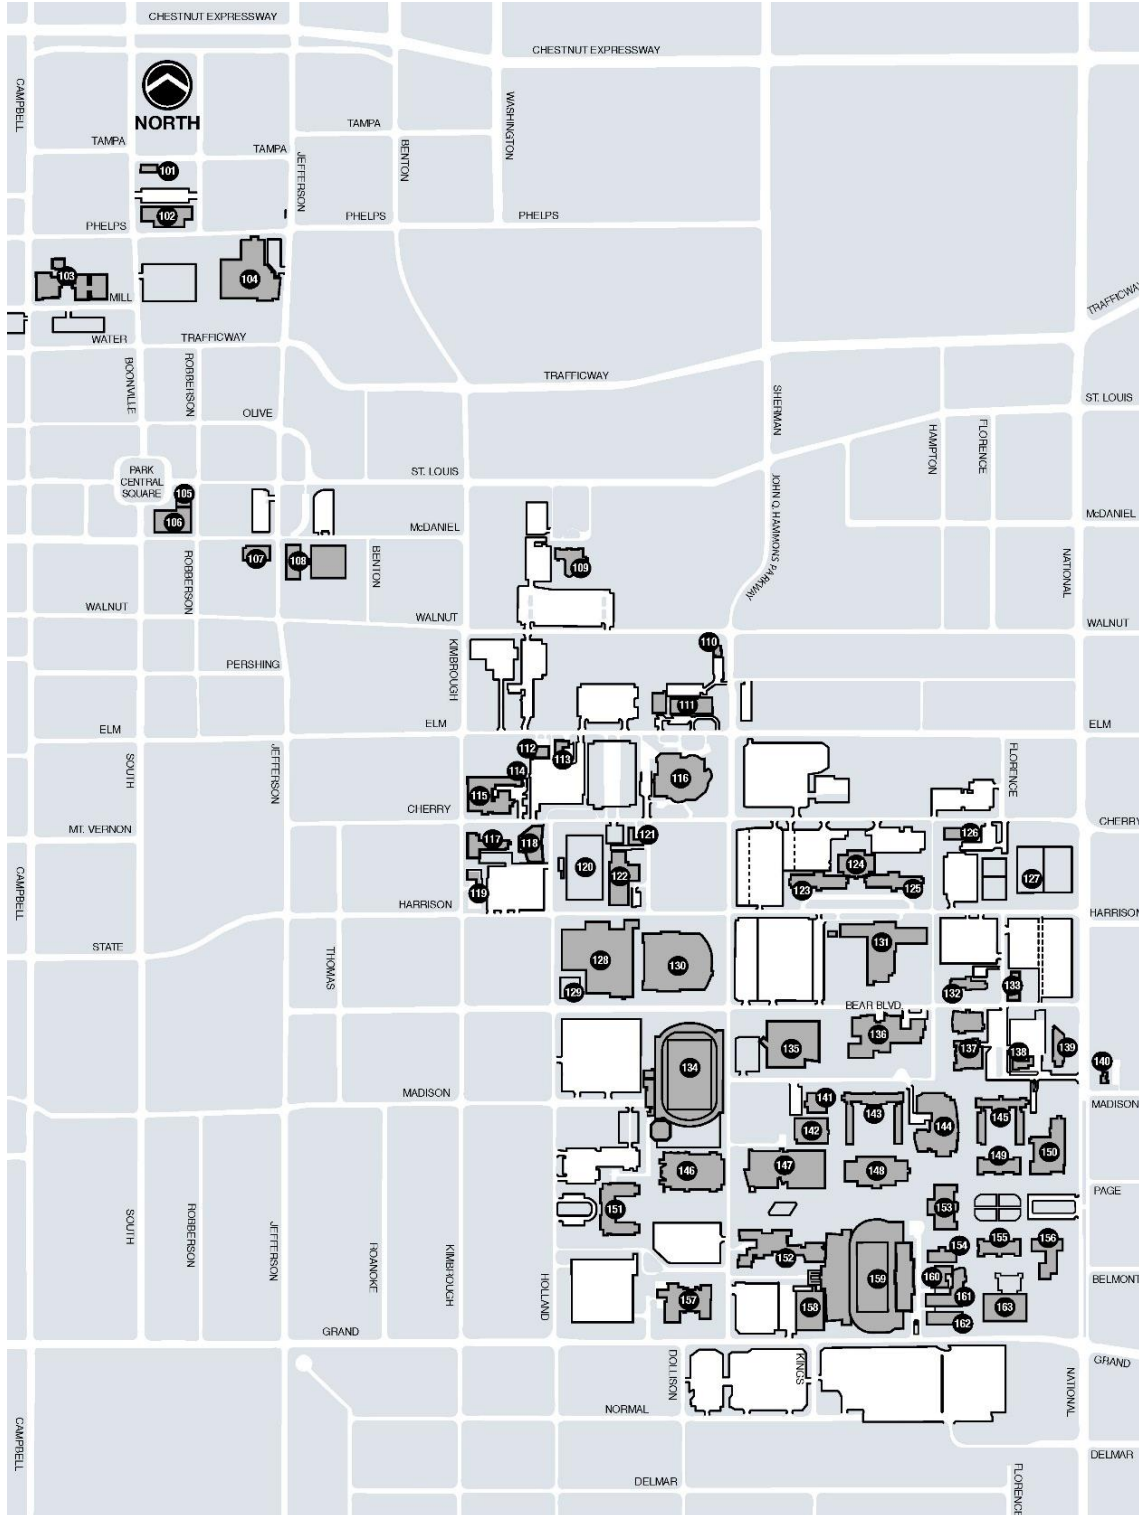 CHESTNUT EXPRESSWAY
CHESTNUT EXPRESSWAY
CAMPBELL
NORTH
WASHINGTON
TAMPA
TAMPA
TAMPA
BENTON
JEFFERSON
101
102
PHELPS
PHELPS
PHELPS
103
104
MILL
TRAFFICWAY
WATER
TRAFFICWAY
BOONVILLE
ROBBERSON
TRAFFICWAY
SHERMAN
ST. LOUIS
OLIVE
HAMPTON
FLORENCE
PARK
CENTRAL
SQUARE
ST. LOUIS
105
106
McDANIEL
McDANIEL
JOHN Q. HAMMONS PARKWAY
107
108
ROBBERSON
BENTON
109
NATIONAL
WALNUT
WALNUT
WALNUT
110
PERSHING
KIMBROUGH
111
ELM
ELM
ELM
SOUTH
JEFFERSON
112
113
114
115
116
FLORENCE
CHERRY
CHERRY
MT. VERNON
117
118
119
120
121
122
123
124
125
126
127
CAMPBELL
HARRISON
HARRISON
STATE
THOMAS
128
129
130
131
132
133
BEAR BLVD.
134
135
136
137
138
139
140
MADISON
MADISON
141
142
143
144
145
146
147
148
149
150
PAGE
SOUTH
ROBBERSON
JEFFERSON
ROANOKE
KIMBROUGH
HOLLAND
151
152
153
154
155
156
BELMONT
157
158
159
160
161
162
163
GRAND
GRAND
DOLLISON
KINGS
NATIONAL
NORMAL
CAMPBELL
DELMAR
DELMAR
FLORENCE